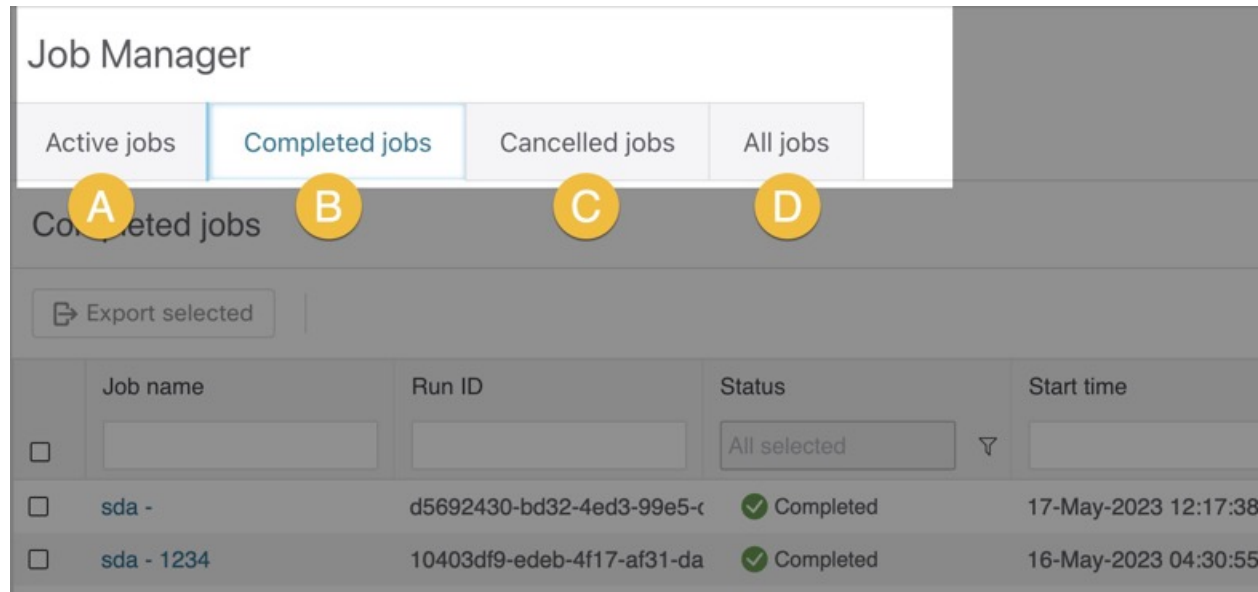 Job Manager
Active jobs Completed jobs Cancelled jobs All jobs
A B C D
Completed jobs
Export selected
Job name Run ID Status Start time
All selected
sda - d5692430-bd32-4ed3-99e5- Completed 17-May-2023 12:17:38
sda - 1234 10403df9-edeb-4f17-af31-da Completed 16-May-2023 04:30:55